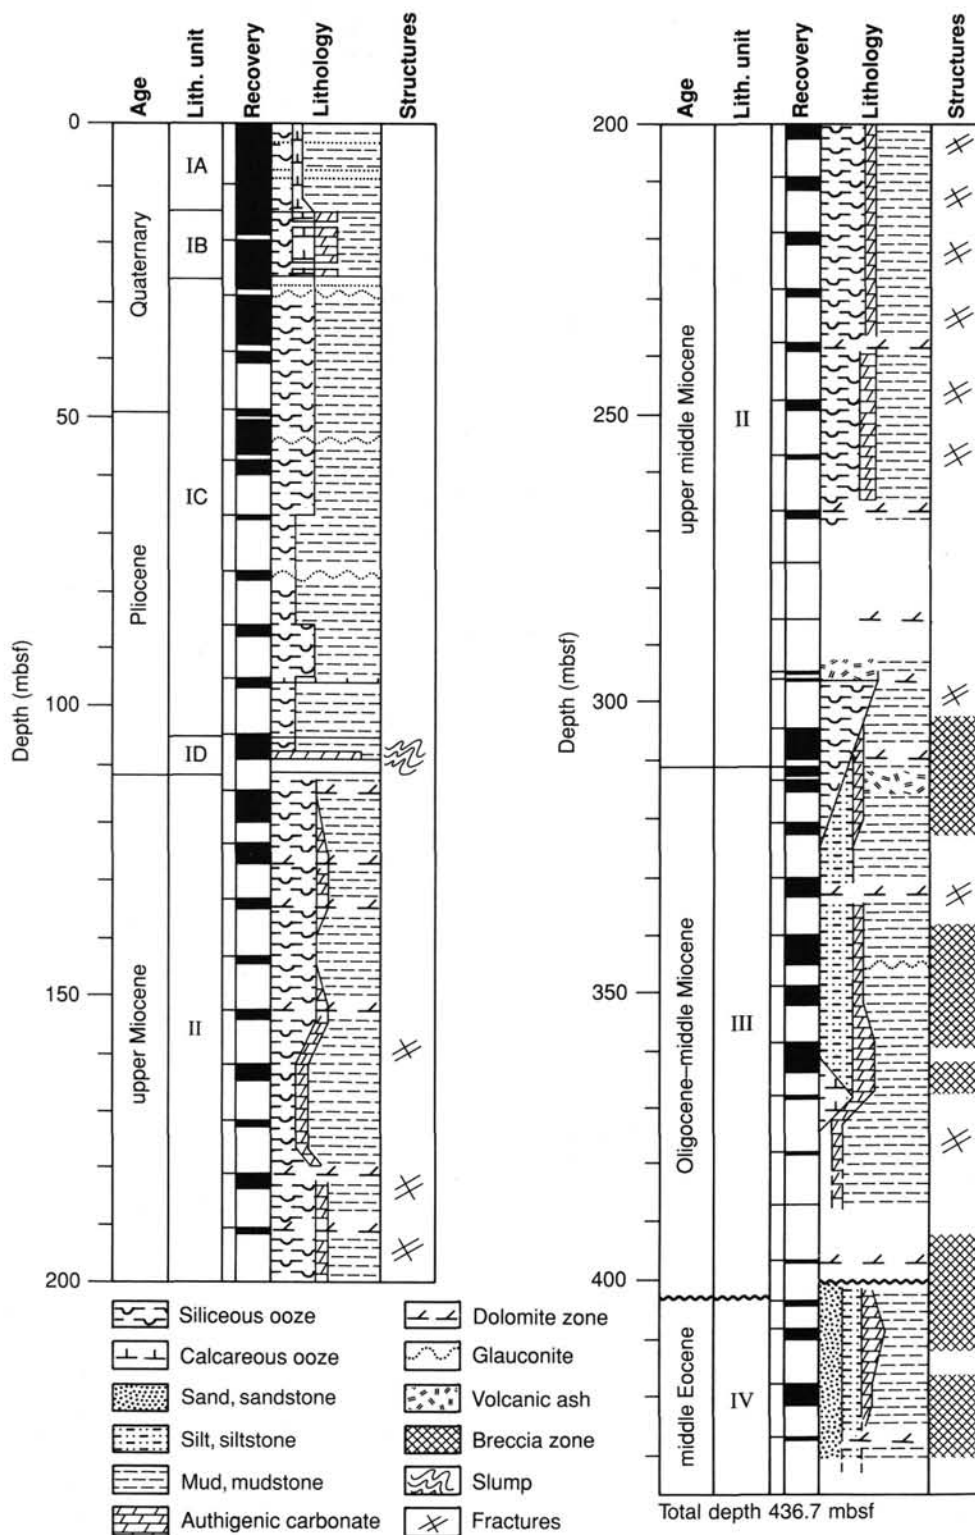 Age Lith. unit Recovery Lithology Structures
0
50
100
150
200
Depth (mbsf)
Quaternary
Pliocene
upper Miocene
IA
IB
IC
ID
II
Age Lith. unit Recovery Lithology Structures
200
250
300
350
400
Depth (mbsf)
upper middle Miocene
Oligocene–middle Miocene
middle Eocene
II
III
IV
Total depth 436.7 mbsf
Siliceous ooze
Calcareous ooze
Sand, sandstone
Silt, siltstone
Mud, mudstone
Authigenic carbonate
Dolomite zone
Glauconite
Volcanic ash
Breccia zone
Slump
Fractures